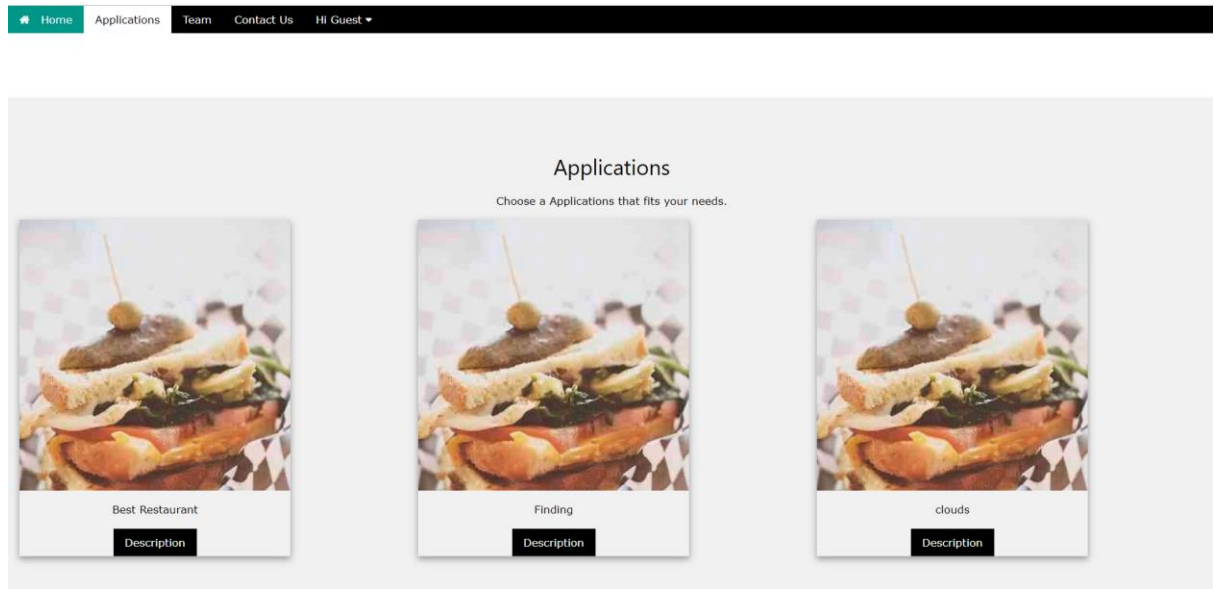 Home Applications Team Contact Us Hi Guest
Applications
Choose a Applications that fits your needs.
Best Restaurant
Finding
clouds
Description
Description
Description